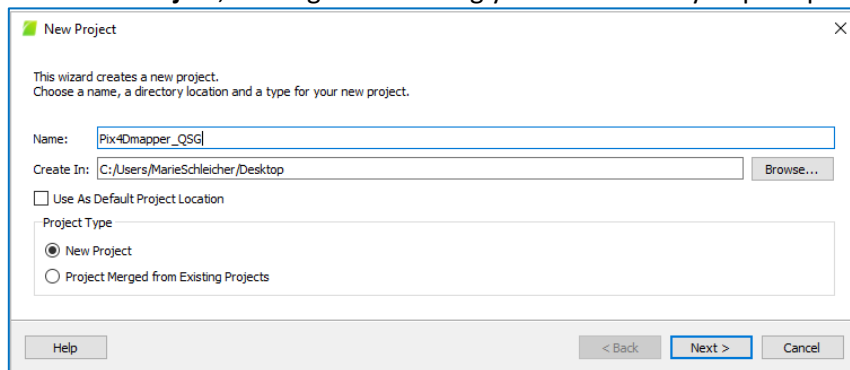 New Project
This wizard creates a new project.
Choose a name, a directory location and a type for your new project.
Name: Pix4Dmapper_QSG
Create In: C:/Users/MarieSchleicher/Desktop Browse...
Use As Default Project Location
Project Type
New Project
Project Merged from Existing Projects
Help < Back Next > Cancel